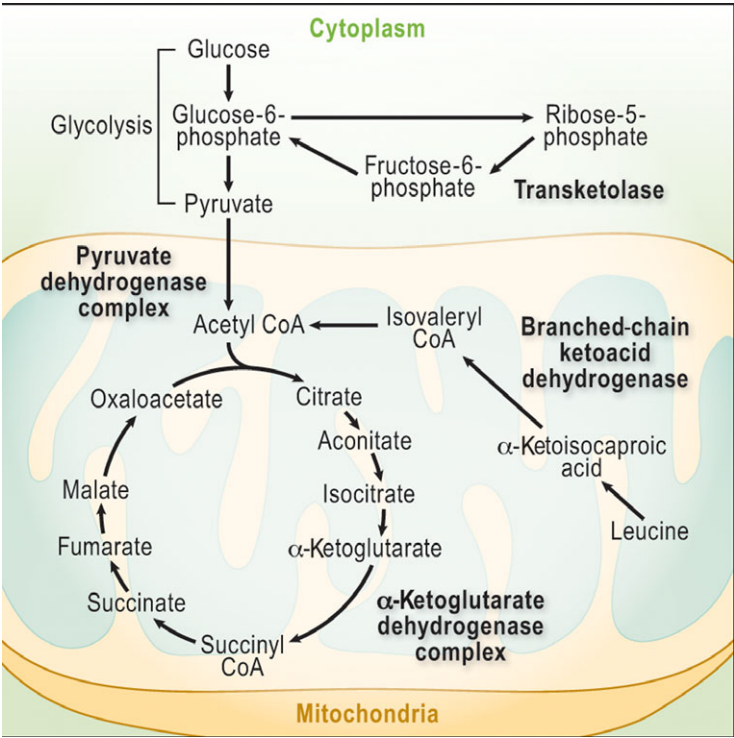 Cytoplasm
Glucose
Glycolysis
Glucose-6-
phosphate
Ribose-5-
phosphate
Fructose-6-
phosphate
Transketolase
Pyruvate
Pyruvate
dehydrogenase
complex
Acetyl CoA
Isovaleryl
CoA
Branched-chain
ketoacid
dehydrogenase
Oxaloacetate
Citrate
Aconitate
α-Ketoisocaproic
acid
Malate
Isocitrate
Leucine
Fumarate
α-Ketoglutarate
Succinate
α-Ketoglutarate
dehydrogenase
complex
Succinyl
CoA
Mitochondria